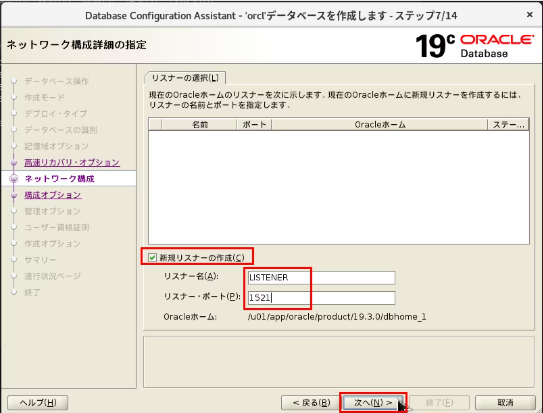 Database Configuration Assistant - 'orcl'データベースを作成します - ステップ7/14
ネットワーク構成詳細の指定
19c ORACLE
Database
データベース操作
作成モード
デプロイ・タイプ
データベースの識別
記憶域オプション
高速リカバリ・オプション
ネットワーク構成
構成オプション
管理オプション
ユーザー資格証明
作成オプション
サマリー
進行状況ページ
終了
リスナーの選択(L)
現在のOracleホームのリスナーを次に示します。現在のOracleホームに新規リスナーを作成するには、
リスナーの名前とポートを指定します.
名前 ポート Oracleホーム ステー...
新規リスナーの作成(C)
リスナー名(A): LISTENER
リスナー・ポート(P): 1521
Oracleホーム: /u01/app/oracle/product/19.3.0/dbhome_1
ヘルプ(H) < 戻る(B) 次へ(N) > 終了(F) 取消